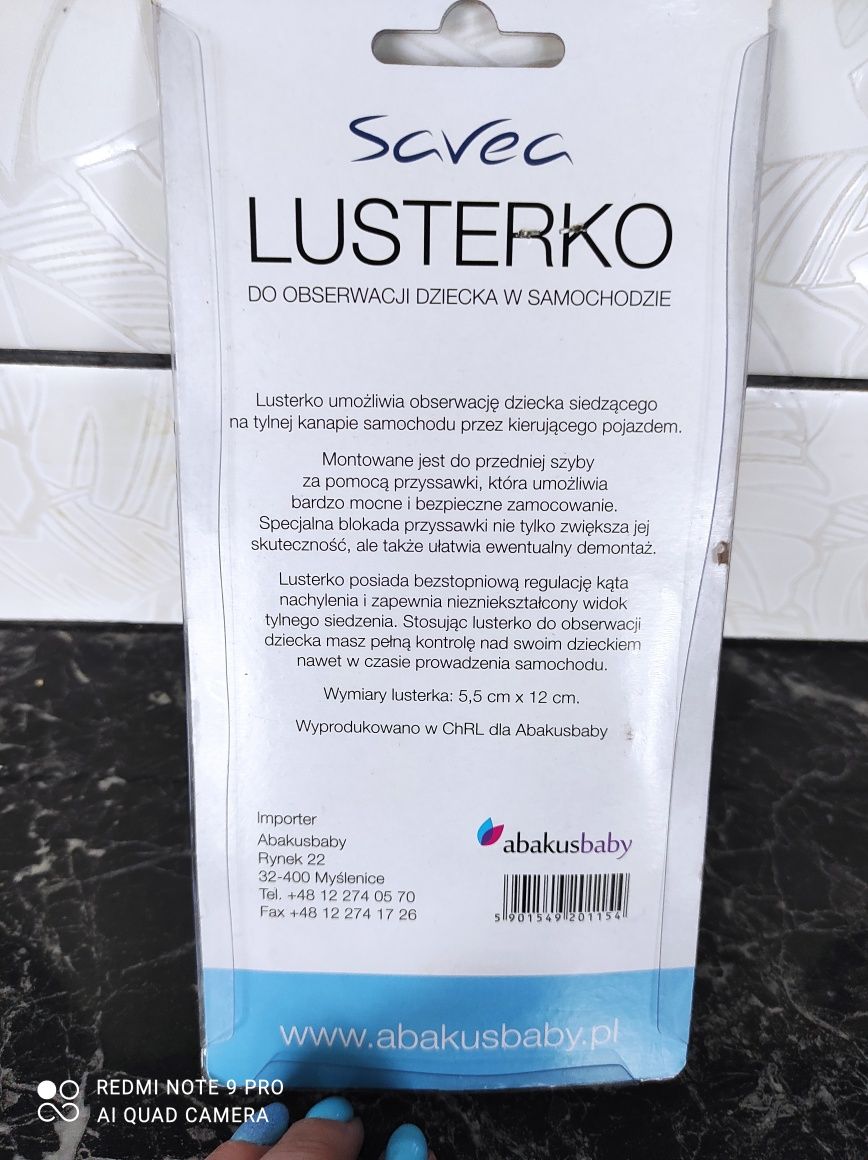 Savea
LUSTERKO
DO OBSERWACJI DZIECKA W SAMOCHODZIE
Lusterko umożliwia obserwację dziecka siedzącego
na tylnej kanapie samochodu przez kierującego pojazdem.
Montowane jest do przedniej szyby
za pomocą przyssawki, która umożliwia
bardzo mocne i bezpieczne zamocowanie.
Specjalna blokada przyssawki nie tylko zwiększa jej
skuteczność, ale także ułatwia ewentualny demontaż.
Lusterko posiada bezstopniową regulację kąta
nachylenia i zapewnia niezniekształcony widok
tylnego siedzenia. Stosując lusterko do obserwacji
dziecka masz pełną kontrolę nad swoim dzieckiem
nawet w czasie prowadzenia samochodu.
Wymiary lusterka: 5,5 cm x 12 cm.
Wyprodukowano w ChRL dla Abakusbaby
Importer
Abakusbaby
Rynek 22
32-400 Myślenice
Tel. +48 12 274 05 70
Fax +48 12 274 17 26
abakusbaby
5 901549 201154
www.abakusbaby.pl
REDMI NOTE 9 PRO
AI QUAD CAMERA